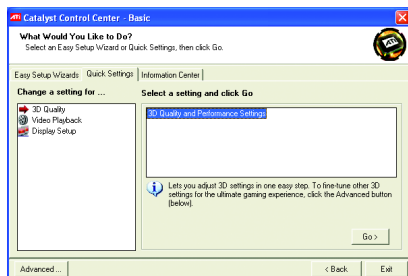 ATI Catalyst Control Center - Basic
What Would You Like to Do?
Select an Easy Setup Wizard or Quick Settings, then click Go.
ATI
Easy Setup Wizards Quick Settings Information Center
Change a setting for ...
3D Quality
Video Playback
Display Setup
Select a setting and click Go
3D Quality and Performance Settings
Lets you adjust 3D settings in one easy step. To fine-tune other 3D
settings for the ultimate gaming experience, click the Advanced button
(below).
Go >
Advanced ...
< Back
Exit